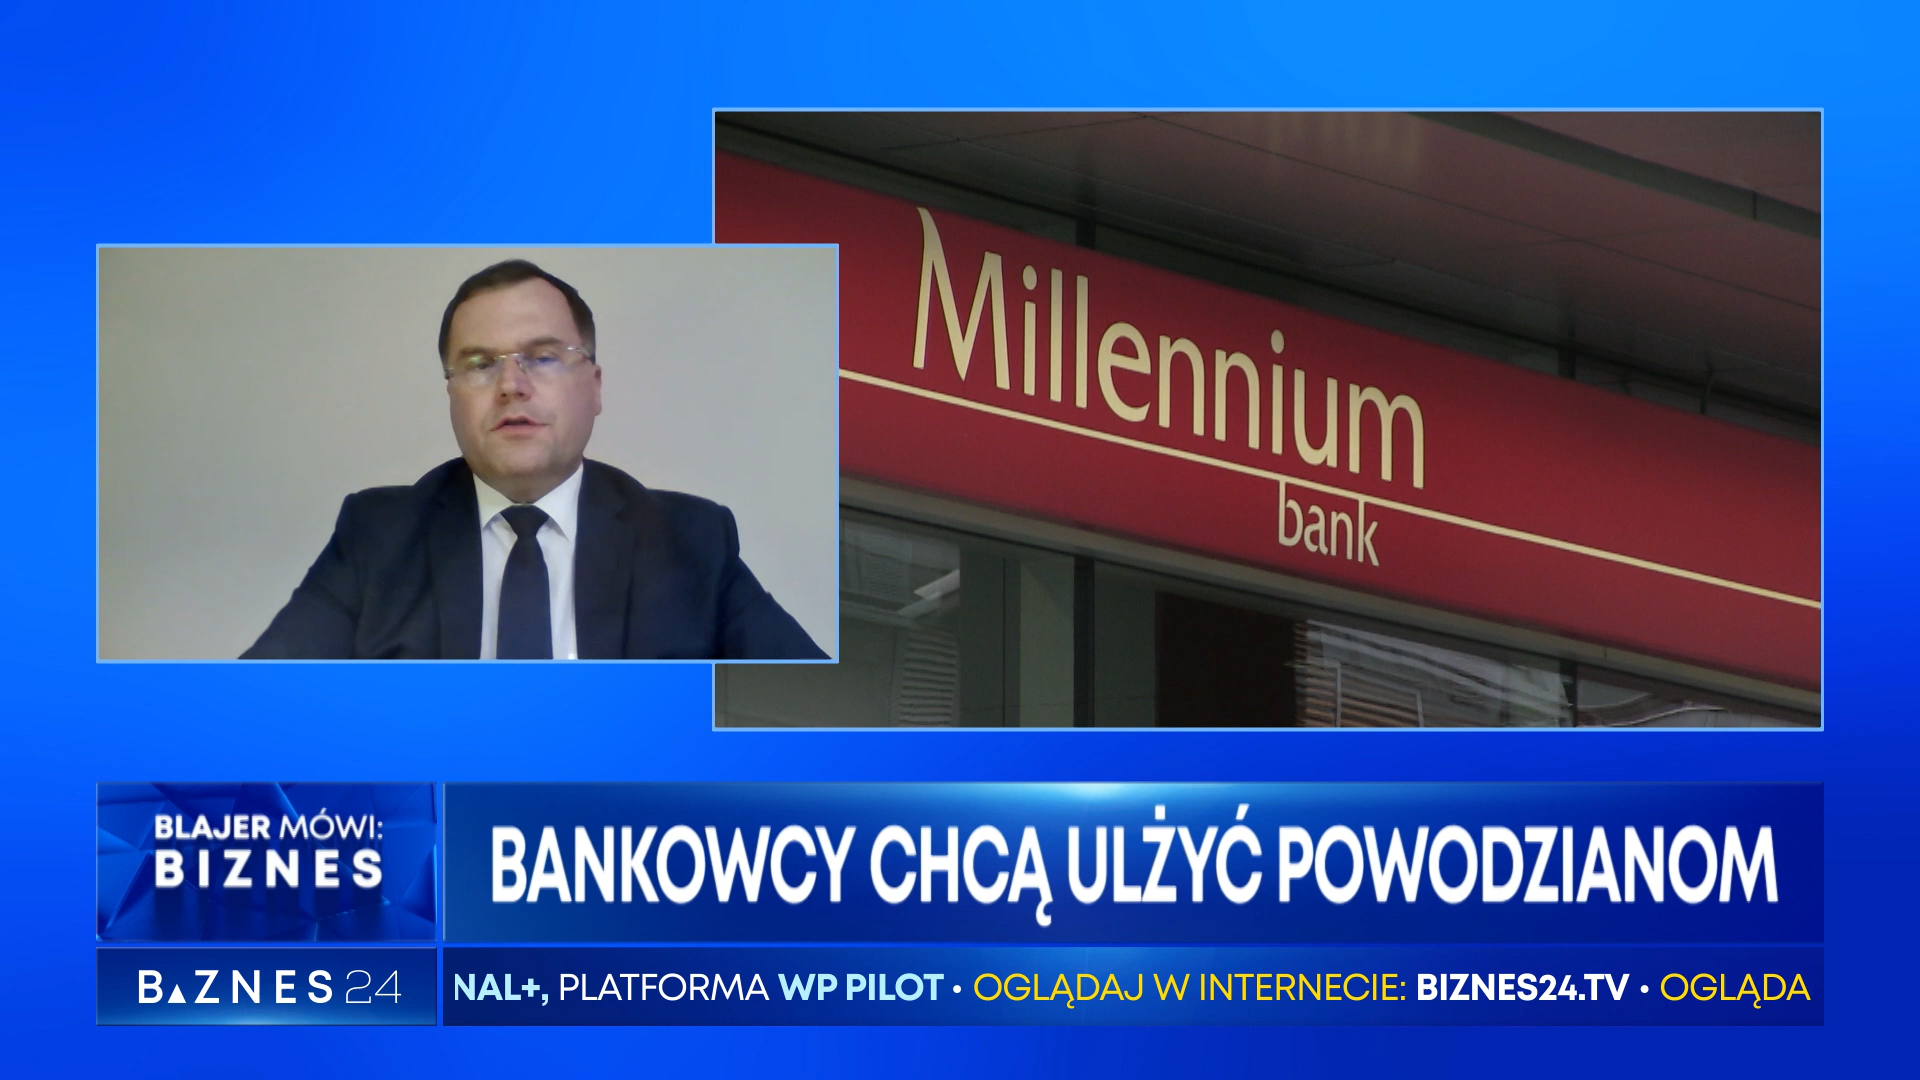 Millennium
bank
BLAJER MÓWI:
BIZNES
BANKOWCY CHCĄ ULŻYĆ POWODZIANOM
BIZNES24
NAL+, PLATFORMA WP PILOT • OGLĄDAJ W INTERNECIE: BIZNES24.TV • OGLĄDA